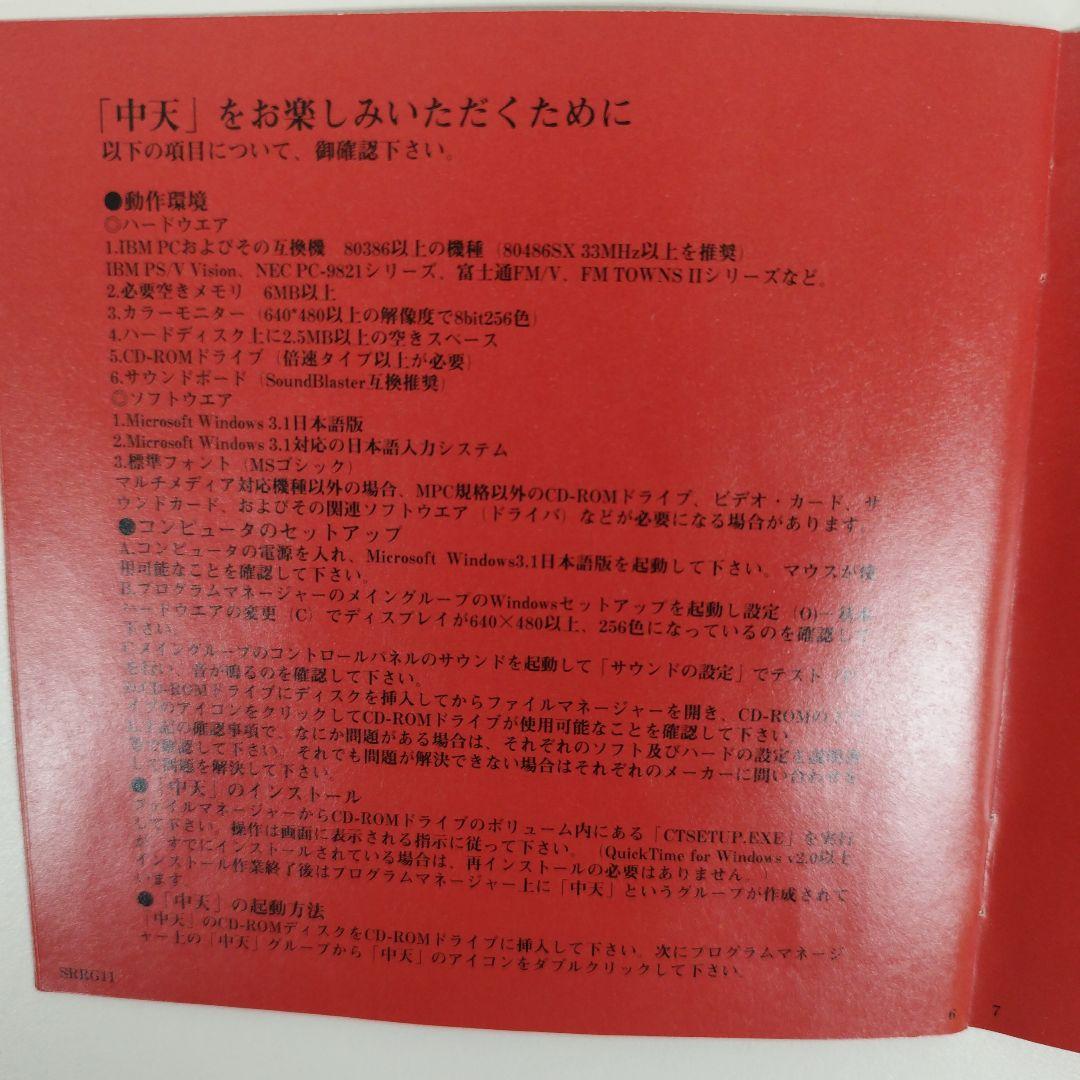 「中天」をお楽しみいただくために
以下の項目について、御確認下さい。
●動作環境
◎ハードウエア
1.IBM PCおよびその互換機　80386以上の機種（80486SX 33MHz以上を推奨）
IBM PS/V Vision、NEC PC-9821シリーズ、富士通FM/V、FM TOWNS IIシリーズなど。
2.必要空きメモリ　6MB以上
3.カラーモニター（640*480以上の解像度で8bit256色）
4.ハードディスク上に2.5MB以上の空きスペース
5.CD-ROMドライブ（倍速タイプ以上が必要）
6.サウンドボード（SoundBlaster互換推奨）
◎ソフトウエア
1.Microsoft Windows 3.1日本語版
2.Microsoft Windows 3.1対応の日本語入力システム
3.標準フォント（MSゴシック）
マルチメディア対応機種以外の場合、MPC規格以外のCD-ROMドライブ、ビデオ・カード、サ
ウンドカード、およびその関連ソフトウエア（ドライバ）などが必要になる場合があります。
●コンピュータのセットアップ
A.コンピュータの電源を入れ、Microsoft Windows3.1日本語版を起動して下さい。マウスが使
用可能なことを確認して下さい。
B.プログラムマネージャーのメイングループのWindowsセットアップを起動し設定（O)−
ハードウエアの変更（C）でディスプレイが640×480以上、256色になっているのを確認して
下さい。
メイングループのコントロールパネルのサウンドを起動して「サウンドの設定」でテスト
を行い、音が鳴るのを確認して下さい。
CD-ROMドライブにディスクを挿入してからファイルマネージャーを開き、CD-ROMの
イブのアイコンをクリックしてCD-ROMドライブが使用可能なことを確認して下さい。
上記の確認事項で、なにか問題がある場合は、それぞれのソフト及びハードの設定と説明書
確認して下さい。それでも問題が解決できない場合はそれぞれのメーカーに問い合わせを
して問題を解決して下さい。
●「中天」のインストール
ファイルマネージャーからCD-ROMドライブのボリューム内にある「CTSETUP.EXE」を実行
して下さい。操作は画面に表示される指示に従って下さい。（QuickTime for Windows v2.0以上
が、すでにインストールされている場合は、再インストールの必要はありません。）
インストール作業終了後はプログラムマネージャー上に「中天」というグループが作成されて
います
●「中天」の起動方法
「中天」のCD-ROMディスクをCD-ROMドライブに挿入して下さい。次にプログラムマネージ
ャー上の「中天」グループから「中天」のアイコンをダブルクリックして下さい。
SRRG11
6
7